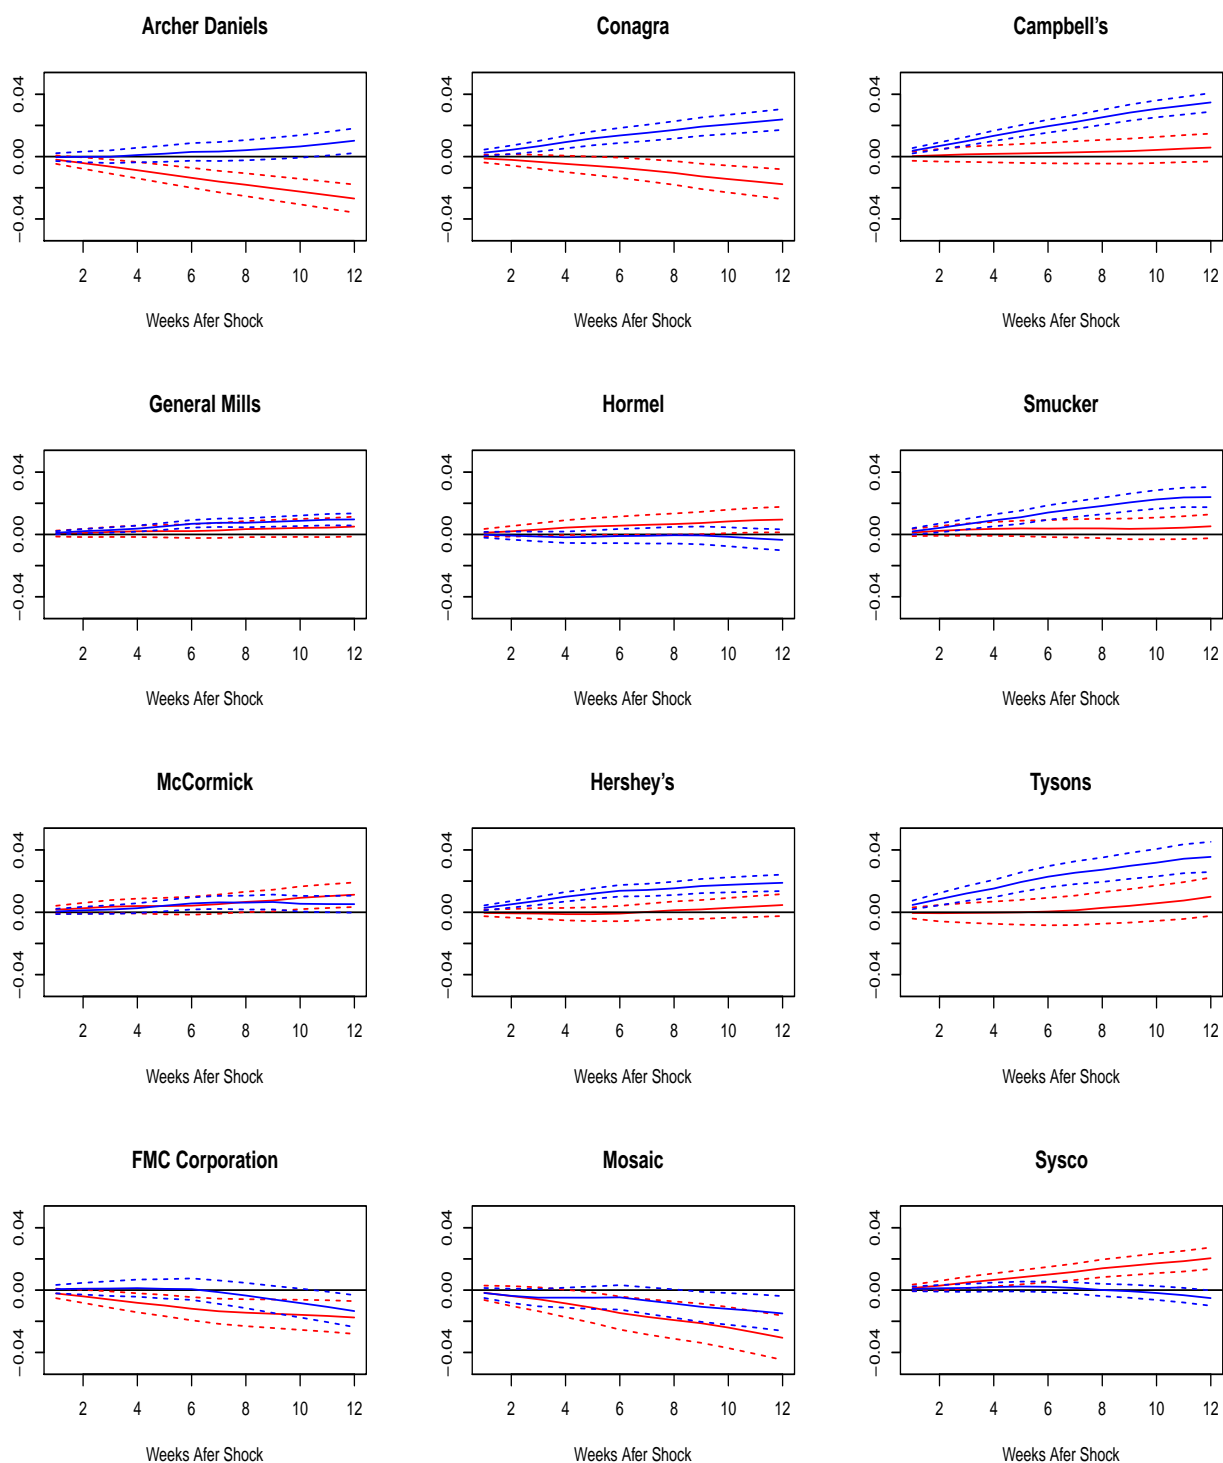 Archer Daniels Conagra Campbell's
0.04 0.04 0.04
0.00 0.00 0.00
−0.04 −0.04 −0.04
2 4 6 8 10 12 2 4 6 8 10 12 2 4 6 8 10 12
Weeks Afer Shock Weeks Afer Shock Weeks Afer Shock
General Mills Hormel Smucker
0.04 0.04 0.04
0.00 0.00 0.00
−0.04 −0.04 −0.04
2 4 6 8 10 12 2 4 6 8 10 12 2 4 6 8 10 12
Weeks Afer Shock Weeks Afer Shock Weeks Afer Shock
McCormick Hershey's Tysons
0.04 0.04 0.04
0.00 0.00 0.00
−0.04 −0.04 −0.04
2 4 6 8 10 12 2 4 6 8 10 12 2 4 6 8 10 12
Weeks Afer Shock Weeks Afer Shock Weeks Afer Shock
FMC Corporation Mosaic Sysco
0.04 0.04 0.04
0.00 0.00 0.00
−0.04 −0.04 −0.04
2 4 6 8 10 12 2 4 6 8 10 12 2 4 6 8 10 12
Weeks Afer Shock Weeks Afer Shock Weeks Afer Shock